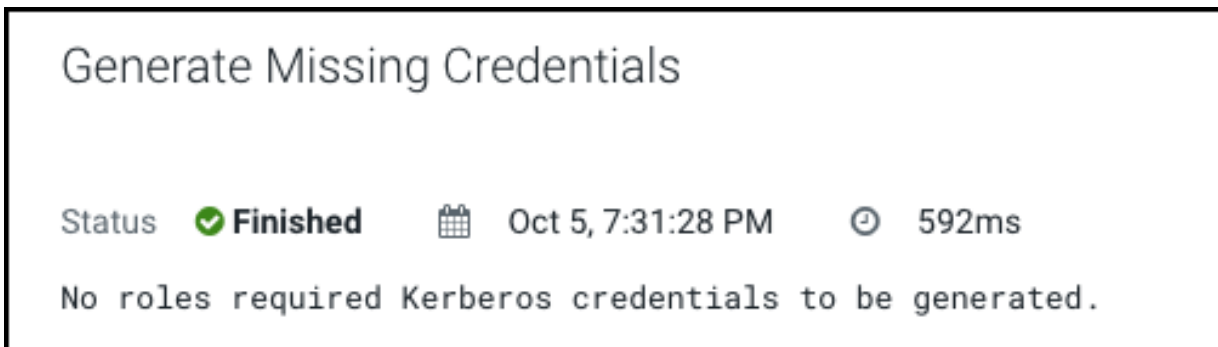 Generate Missing Credentials
Status Finished Oct 5, 7:31:28 PM 592ms
No roles required Kerberos credentials to be generated.